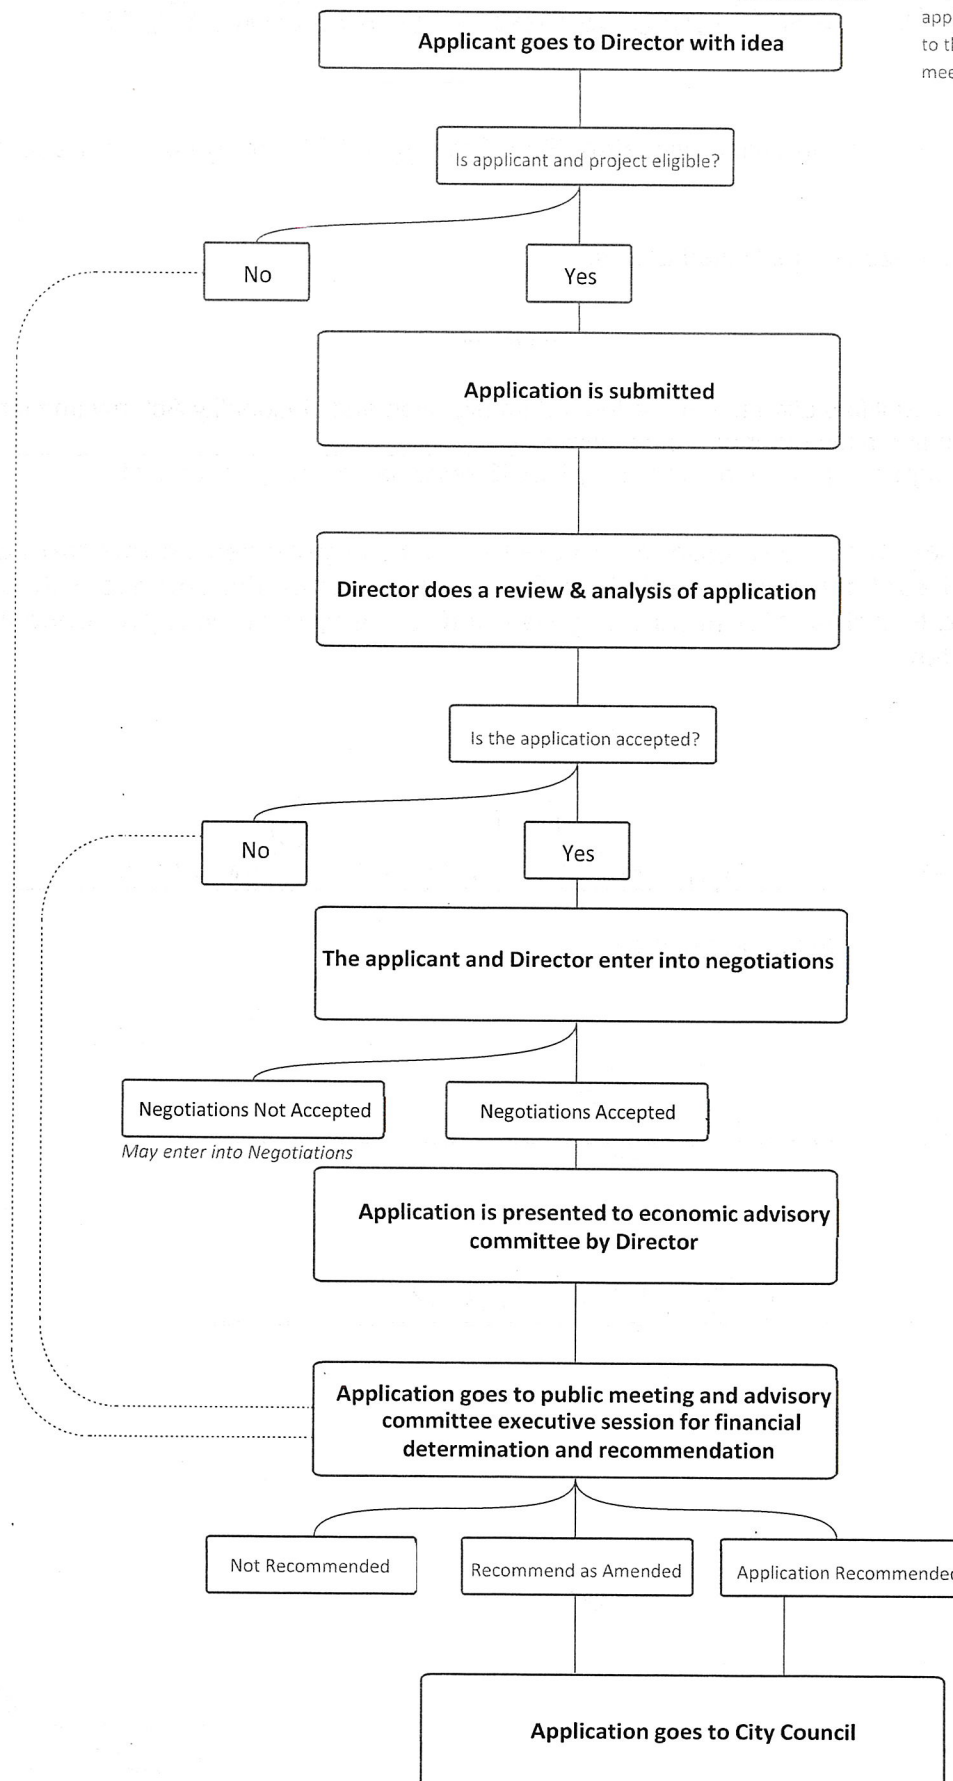 Applicant goes to Director with idea
Is applicant and project eligible?
No
Yes
Application is submitted
Director does a review & analysis of application
Is the application accepted?
No
Yes
The applicant and Director enter into negotiations
Negotiations Not Accepted
Negotiations Accepted
May enter into Negotiations
Application is presented to economic advisory
committee by Director
Application goes to public meeting and advisory
committee executive session for financial
determination and recommendation
Not Recommended
Recommend as Amended
Application Recommended
Application goes to City Council